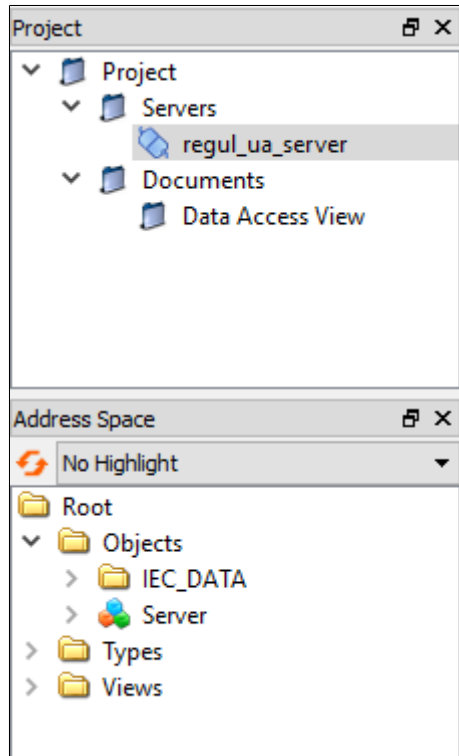 Project
Project
Servers
regul_ua_server
Documents
Data Access View
Address Space
No Highlight
Root
Objects
IEC_DATA
Server
Types
Views